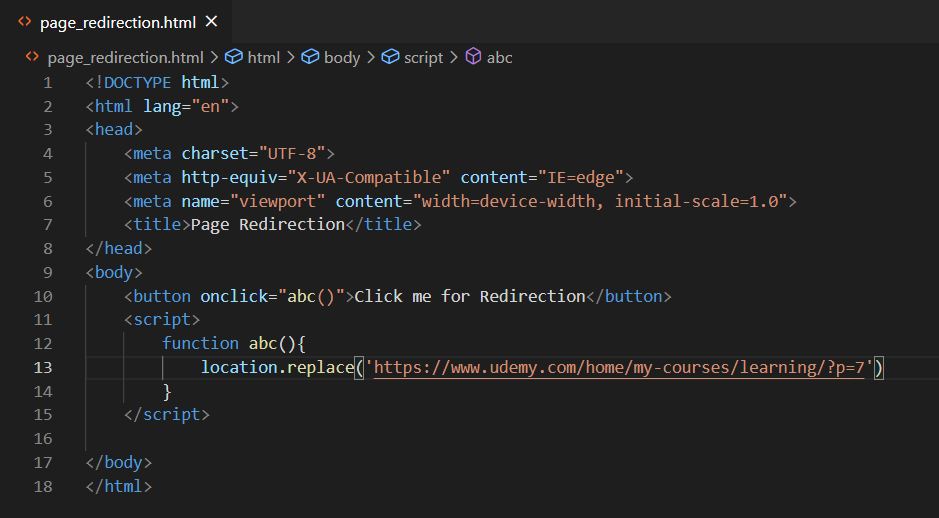 page_redirection.html
page_redirection.html > html > body > script > abc
1 <!DOCTYPE html>
2 <html lang="en">
3 <head>
4 <meta charset="UTF-8">
5 <meta http-equiv="X-UA-Compatible" content="IE=edge">
6 <meta name="viewport" content="width=device-width, initial-scale=1.0">
7 <title>Page Redirection</title>
8 </head>
9 <body>
10 <button onclick="abc()">Click me for Redirection</button>
11 <script>
12 function abc(){
13 location.replace('https://www.udemy.com/home/my-courses/learning/?p=7')
14 }
15 </script>
16
17 </body>
18 </html>